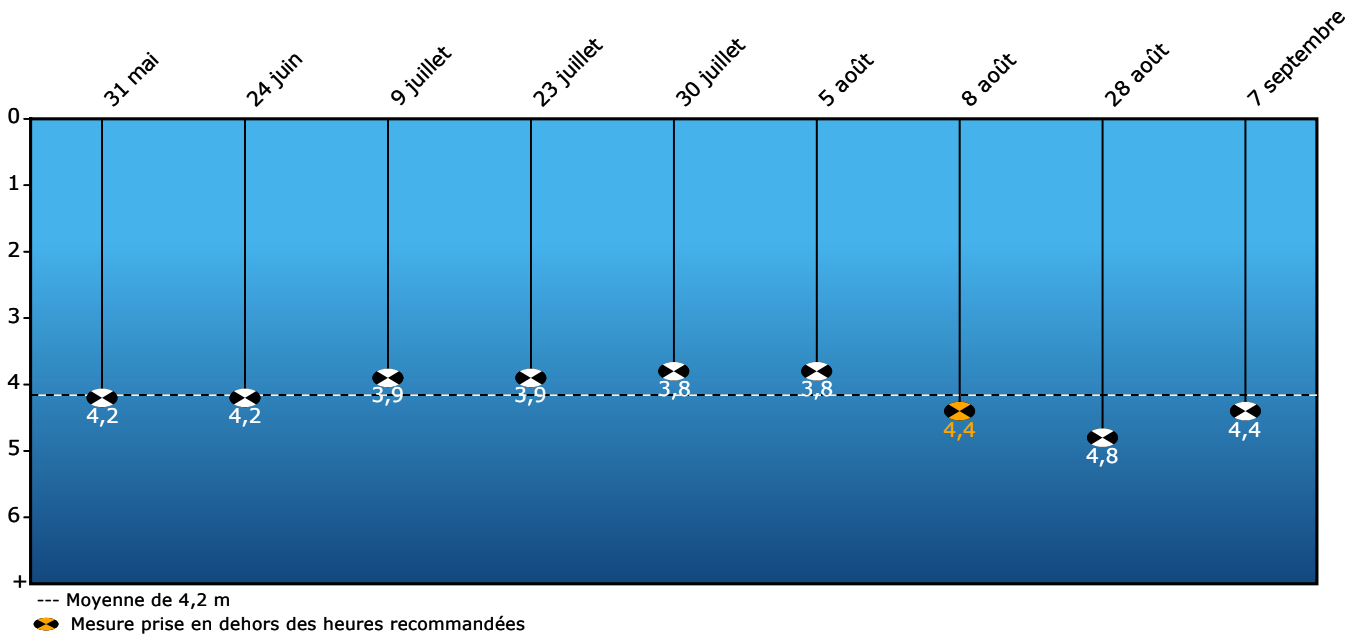 31 mai
24 juin
9 juillet
23 juillet
30 juillet
5 août
8 août
28 août
7 septembre
0
1
2
3
4
5
6
+
4,2
4,2
3,9
3,9
3,8
3,8
4,4
4,8
4,4
--- Moyenne de 4,2 m
Mesure prise en dehors des heures recommandées